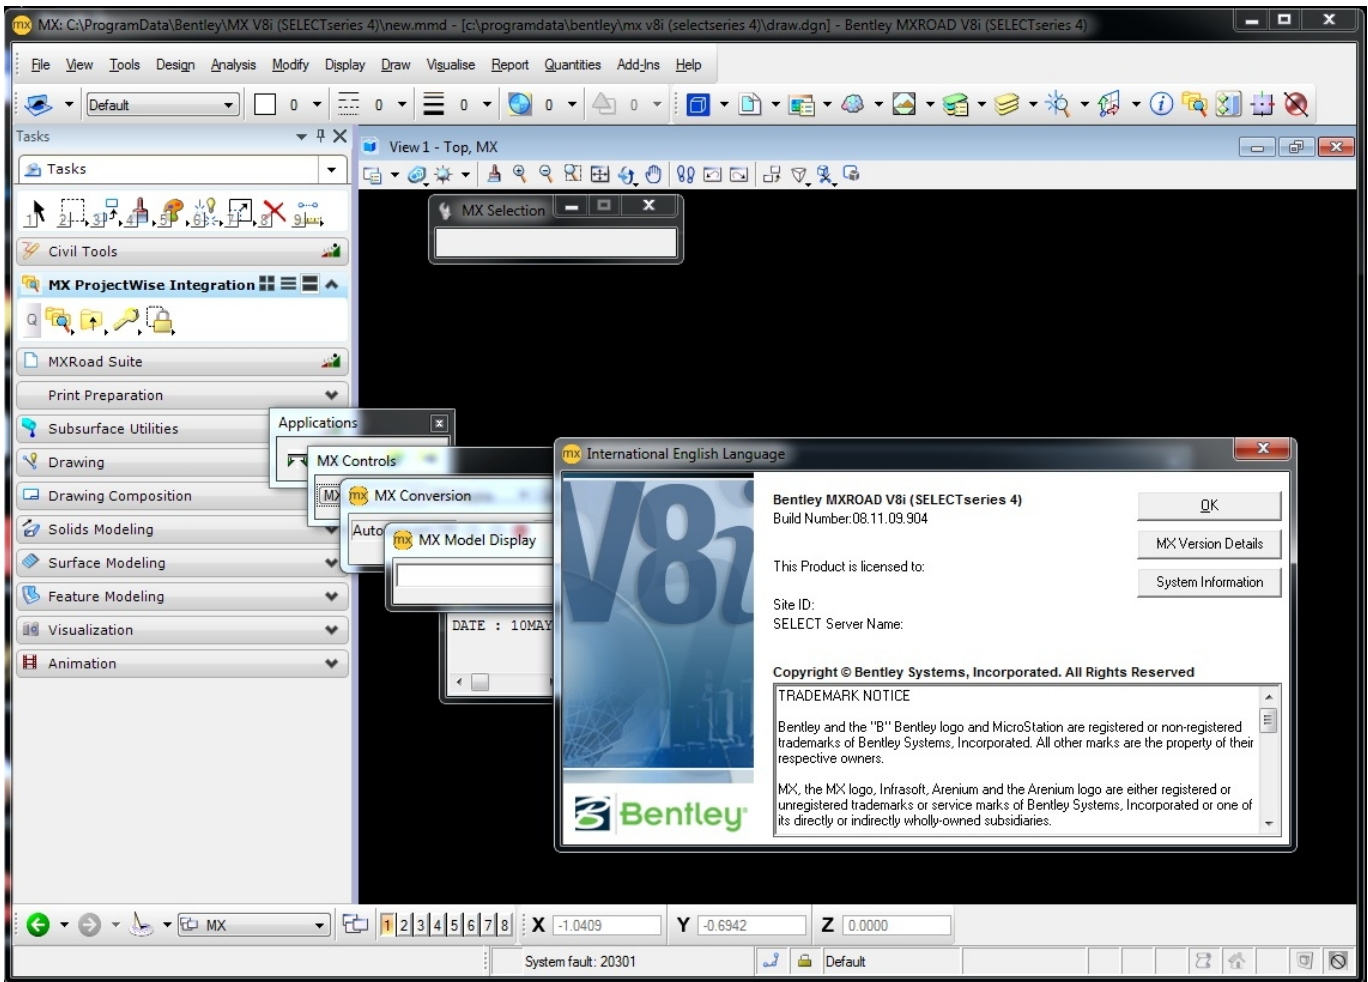 MX: C:\ProgramData\Bentley\MX V8i (SELECTseries 4)\new.mmd - [c:\programdata\bentley\mx v8i (selectseries 4)\draw.dgn] - Bentley MXROAD V8i (SELECTseries 4)
File View Tools Design Analysis Modify Display Draw Visualise Report Quantities Add-Ins Help
Default 0 0 0 0 0
Tasks
View 1 - Top, MX
Tasks
1 2 3 4 5 6 7 8 9
MX Selection
Civil Tools
MX ProjectWise Integration
Q
MXRoad Suite
Print Preparation
Applications
Subsurface Utilities
MX Controls
Drawing
MX
MX Conversion
Drawing Composition
Auto
MX Model Display
Solids Modeling
Surface Modeling
Feature Modeling
DATE : 10MAY
Visualization
Animation
International English Language
V8i
Bentley
Bentley MXROAD V8i (SELECTseries 4)
Build Number:08.11.09.904
OK
MX Version Details
This Product is licensed to:
System Information
Site ID:
SELECT Server Name:
Copyright © Bentley Systems, Incorporated. All Rights Reserved
TRADEMARK NOTICE
Bentley and the "B" Bentley logo and MicroStation are registered or non-registered
trademarks of Bentley Systems, Incorporated. All other marks are the property of their
respective owners.
MX, the MX logo, Infrasoft, Arenium and the Arenium logo are either registered or
unregistered trademarks or service marks of Bentley Systems, Incorporated or one of
its directly or indirectly wholly-owned subsidiaries.
MX 1 2 3 4 5 6 7 8 X -1.0409 Y -0.6942 Z 0.0000
System fault: 20301 Default